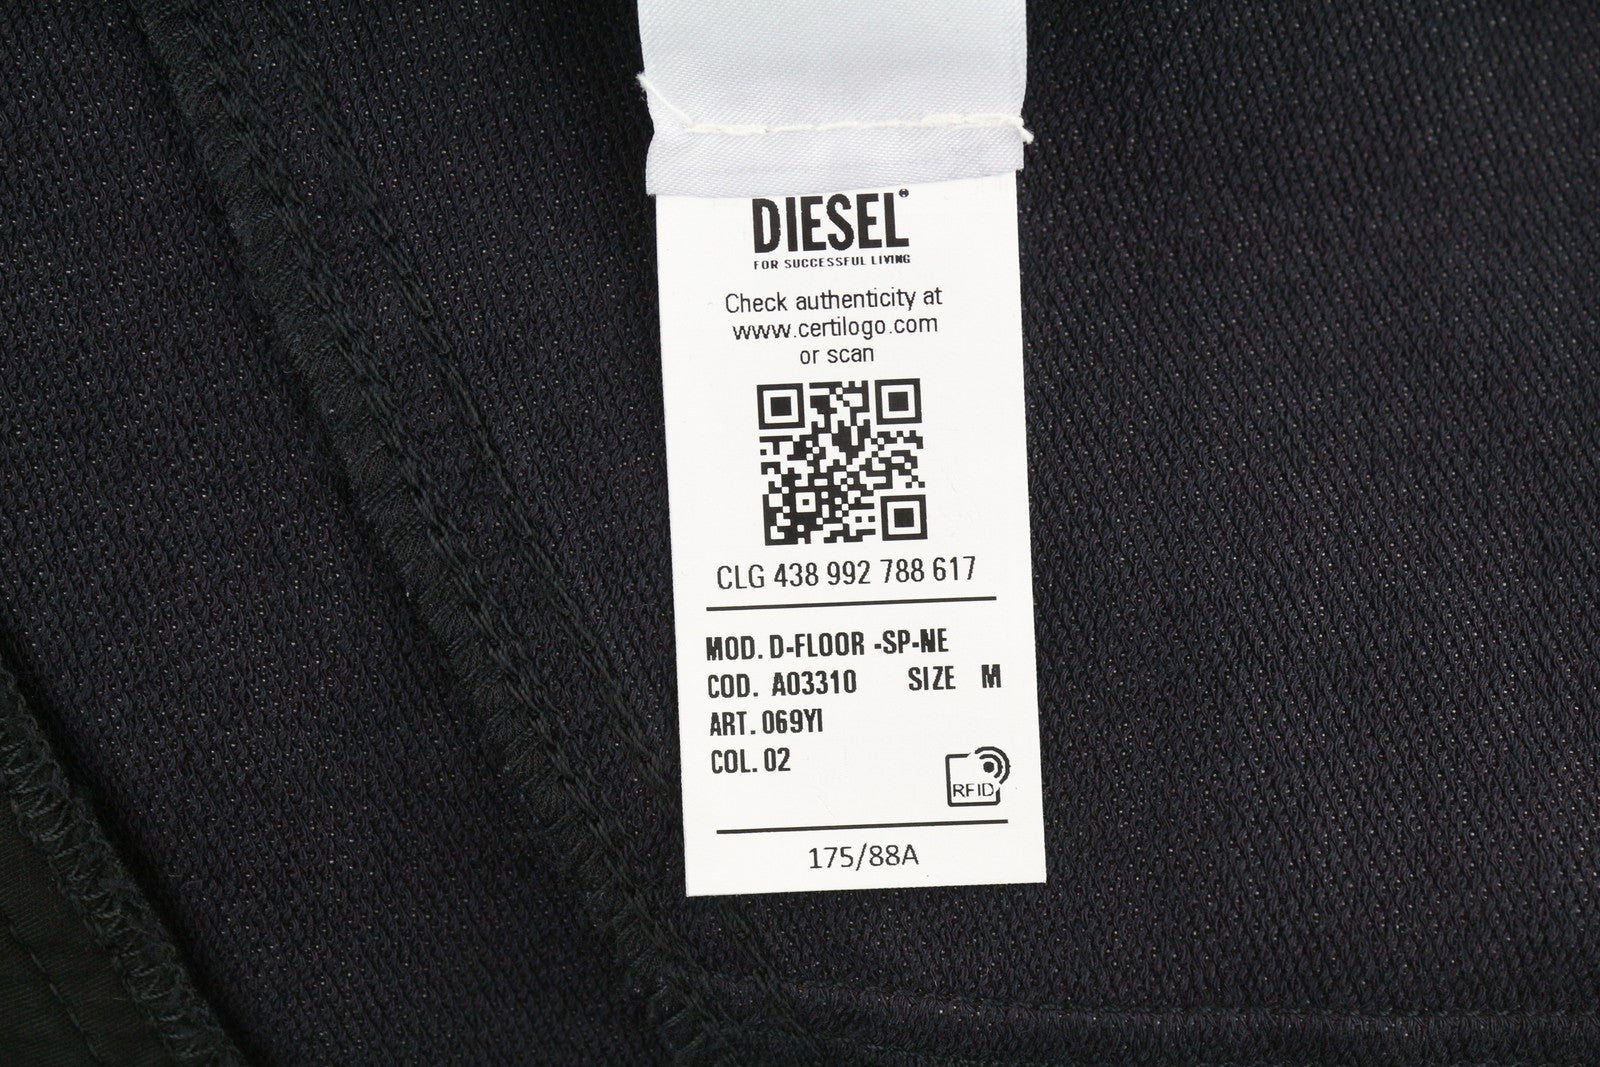 DIESEL®
FOR SUCCESSFUL LIVING
Check authenticity at
www.certilogo.com
or scan
CLG 438 992 788 617
MOD. D-FLOOR -SP-NE
COD. A03310 SIZE M
ART. 069YI
COL. 02
RFID
175/88A